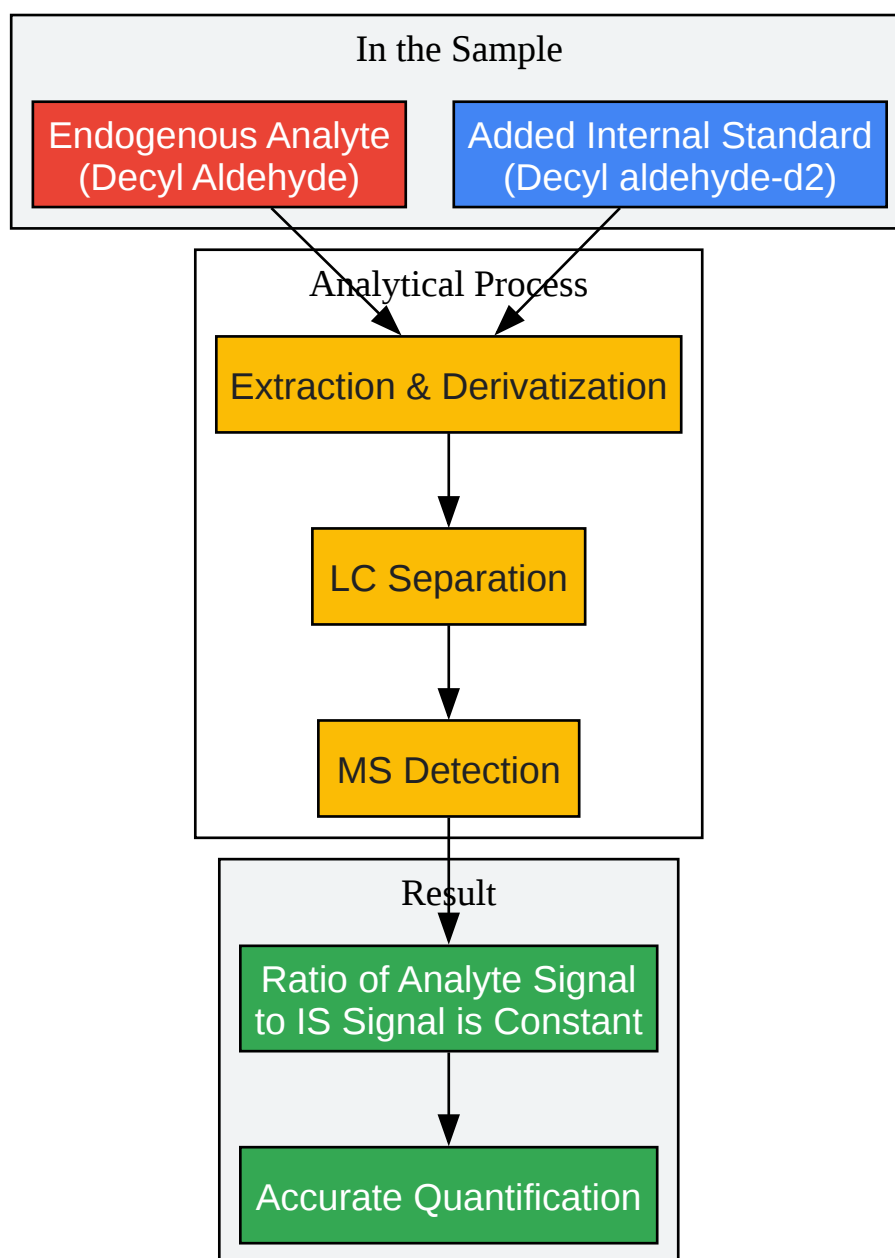 In the Sample
Endogenous Analyte
(Decyl Aldehyde)
Added Internal Standard
(Decyl aldehyde-d2)
Analytical Process
Extraction & Derivatization
LC Separation
MS Detection
Result
Ratio of Analyte Signal
to IS Signal is Constant
Accurate Quantification